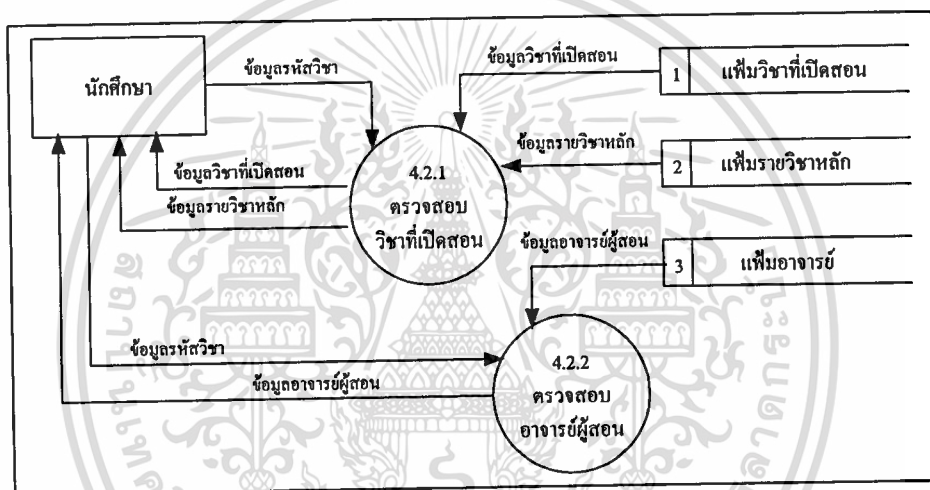 นักศึกษา
ข้อมูลรหัสวิชา
ข้อมูลวิชาที่เปิดสอน
1 แฟ้มวิชาที่เปิดสอน
ข้อมูลรายวิชาหลัก
2 แฟ้มรายวิชาหลัก
4.2.1
ตรวจสอบ
วิชาที่เปิดสอน
ข้อมูลวิชาที่เปิดสอน
ข้อมูลรายวิชาหลัก
ข้อมูลอาจารย์ผู้สอน
3 แฟ้มอาจารย์
ข้อมูลรหัสวิชา
ข้อมูลอาจารย์ผู้สอน
4.2.2
ตรวจสอบ
อาจารย์ผู้สอน